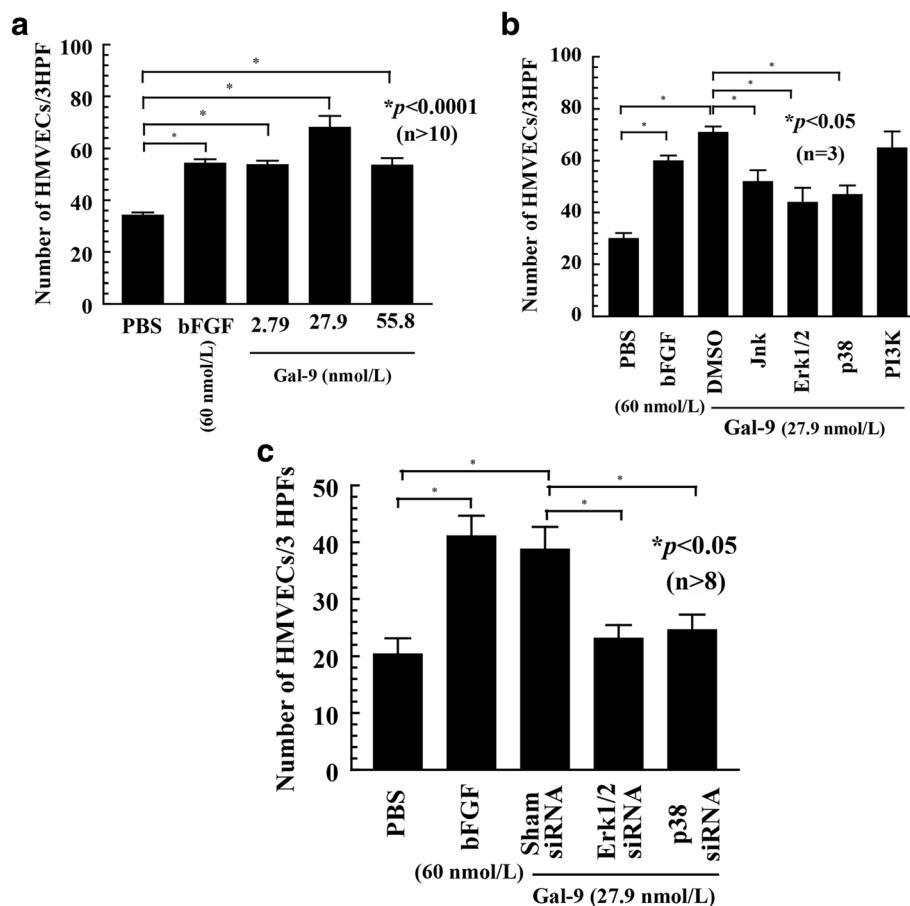 a
Number of HMVECs/3HPF
100
80
60
40
20
0
*
*
*
*
*p<0.0001
(n>10)
PBS
bFGF
(60 nmol/L)
2.79
27.9
55.8
Gal-9 (nmol/L)
b
Number of HMVECs/3HPF
100
80
60
40
20
0
*
*
*
*
*
*p<0.05
(n=3)
PBS
bFGF
DMSO
Jnk
Erk1/2
p38
PI3K
(60 nmol/L)
Gal-9 (27.9 nmol/L)
c
Number of HMVECs/3 HPFs
50
40
30
20
10
0
*
*
*
*
*p<0.05
(n>8)
PBS
bFGF
Sham
siRNA
Erk1/2
siRNA
p38
siRNA
(60 nmol/L)
Gal-9 (27.9 nmol/L)